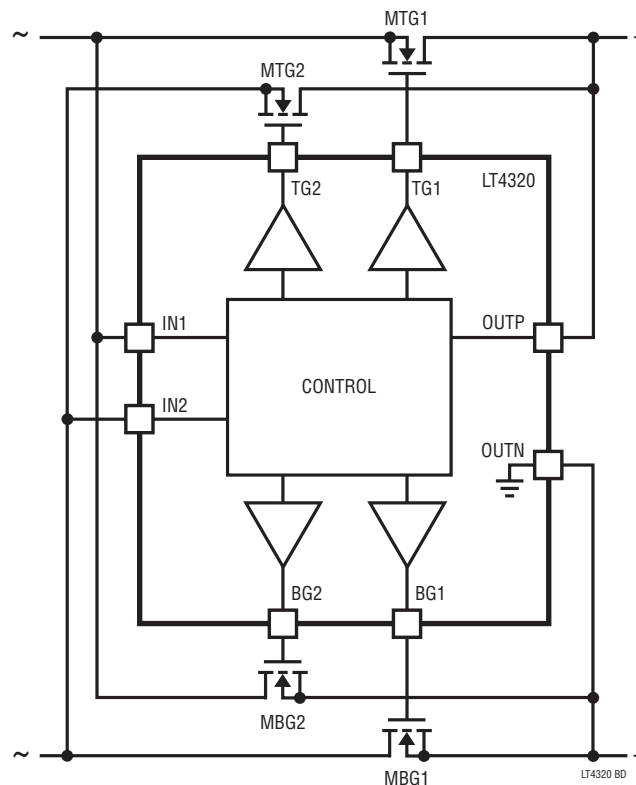 MTG1
~
MTG2
TG2
TG1
LT4320
IN1
OUTP
CONTROL
IN2
OUTN
BG2
BG1
MBG2
~
MBG1
LT4320 BD